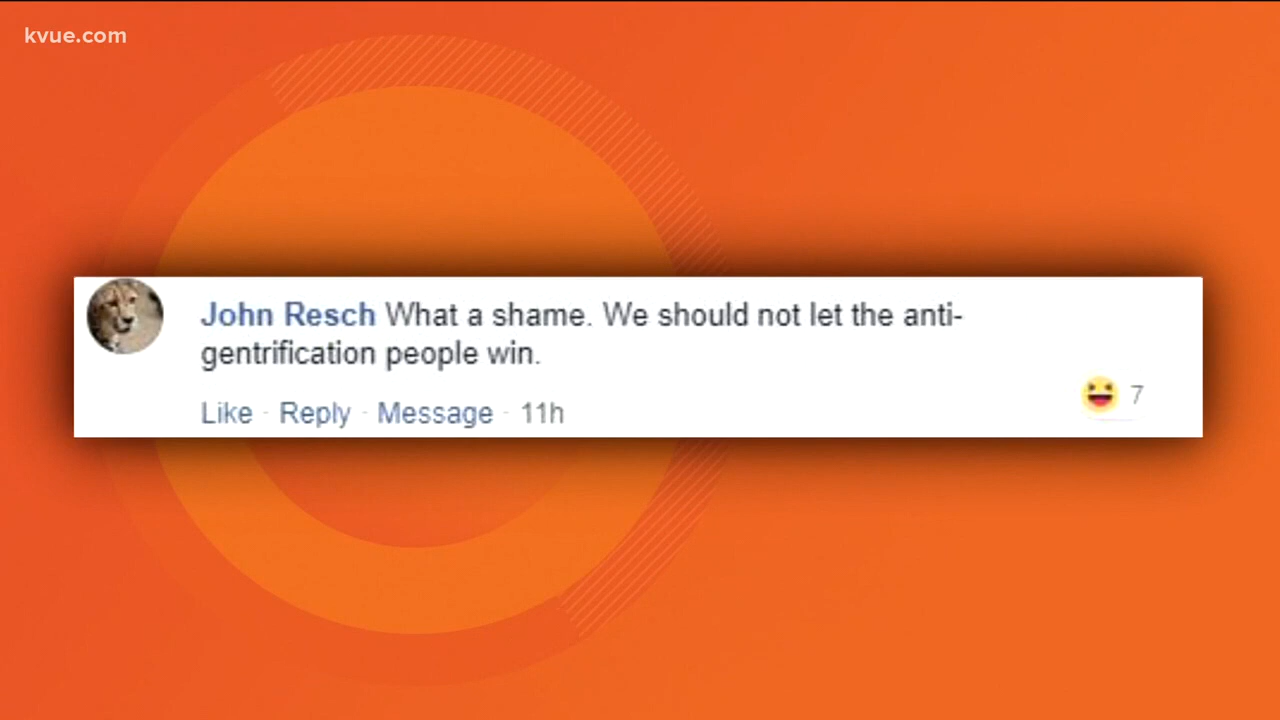 kvue.com
John Resch What a shame. We should not let the anti-
gentrification people win.
Like · Reply · Message · 11h
7